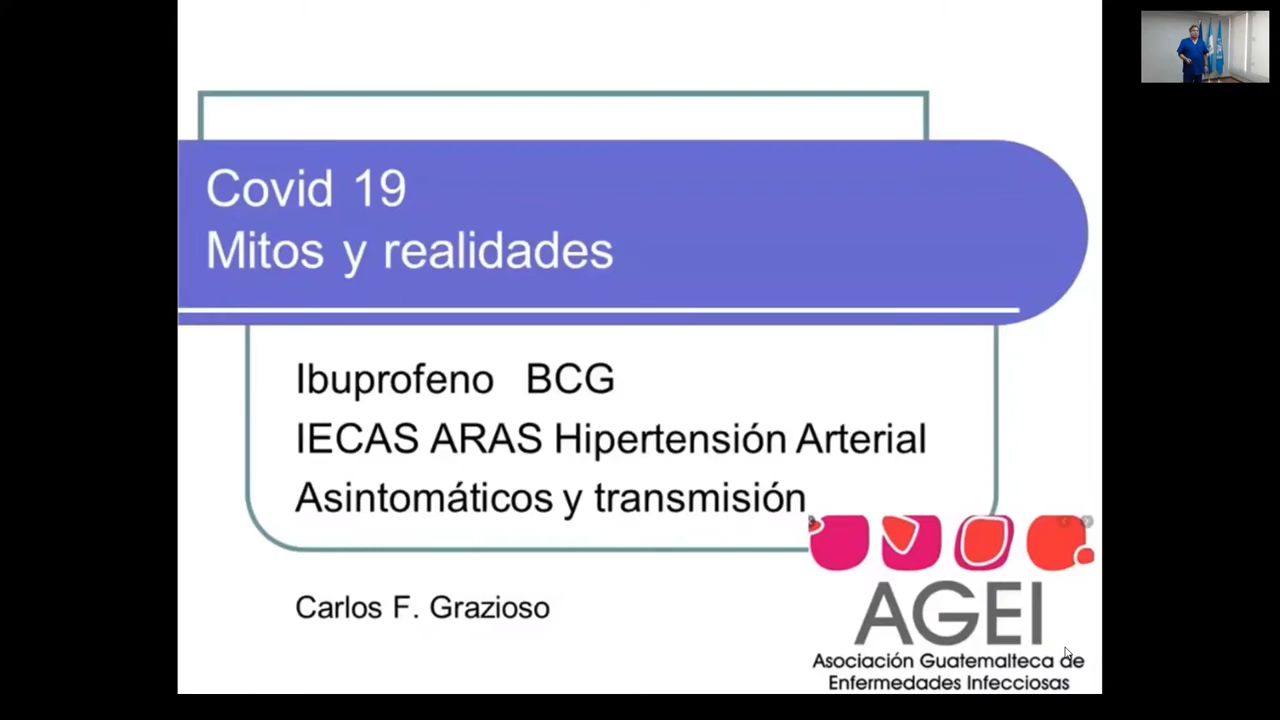 Covid 19
Mitos y realidades
Ibuprofeno BCG
IECAS ARAS Hipertensión Arterial
Asintomáticos y transmisión
Carlos F. Grazioso
AGEI
Asociación Guatemalteca de
Enfermedades Infecciosas